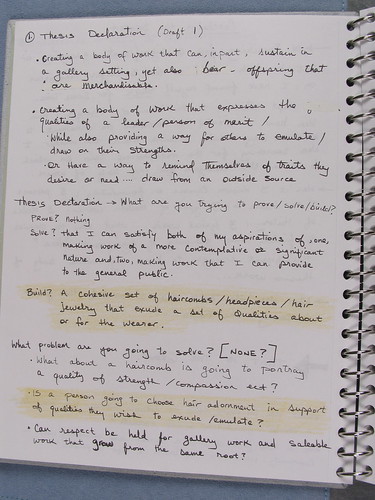 ① Thesis Declaration (Draft 1)
• Creating a body of work that can, in part, sustain in
a gallery setting, yet also bear - offspring that
are merchandisable.
• Creating a body of work that expresses the
qualities of a leader/person of merit/
While also providing a way for others to emulate/
draw on their strengths.
- Or Have a way to remind themselves of traits they
desire or need .... draw from an outside source
Thesis Declaration → What are you trying to prove/solve/build?
PROVE? Nothing
Solve? that I can satisfy both of my aspirations of, one,
making work of a more contemplative or significant
nature and, two, making work that I can provide
to the general public.
Build? A cohesive set of haircombs/headpieces/hair
jewelry that exude a set of qualities about
or for the wearer.
What problem are you going to solve? [NONE?]
• What about a haircomb is going to portray
a quality of strength/compassion ect?
• Is a person going to choose hair adornment in support
of qualities they wish to exude/emulate?
• Can respect be held for gallery work and saleable
work that grow from the same root?